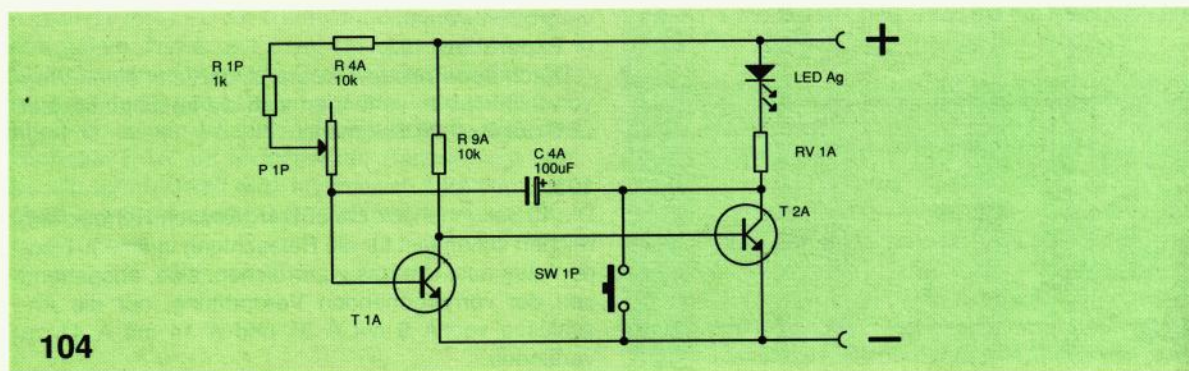 R 1P
1k
R 4A
10k
P 1P
R 9A
10k
C 4A
100uF
+
+
LED Ag
RV 1A
T 2A
SW 1P
T 1A
−
104